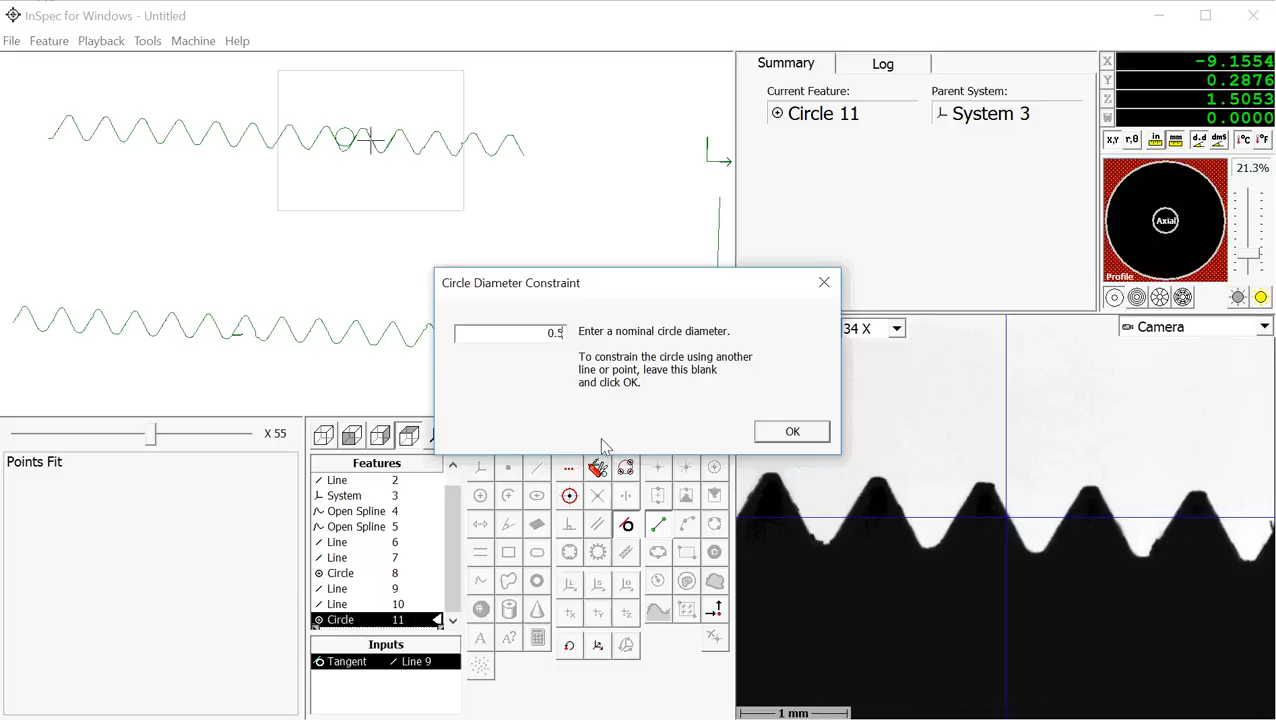 InSpec for Windows - Untitled
File Feature Playback Tools Machine Help
Summary Log
Current Feature: Parent System:
Circle 11 System 3
X -9.1554
Y 0.2876
Z 1.5053
W 0.0000
x,y r,θ in mm d.d dmS °C °F
21.3%
Axial
Profile
Circle Diameter Constraint
0.5 Enter a nominal circle diameter.
To constrain the circle using another
line or point, leave this blank
and click OK.
OK
34 X Camera
X 55
Points Fit
Features
Line 2
System 3
Open Spline 4
Open Spline 5
Line 6
Line 7
Circle 8
Line 9
Line 10
Circle 11
Inputs
Tangent Line 9
1 mm